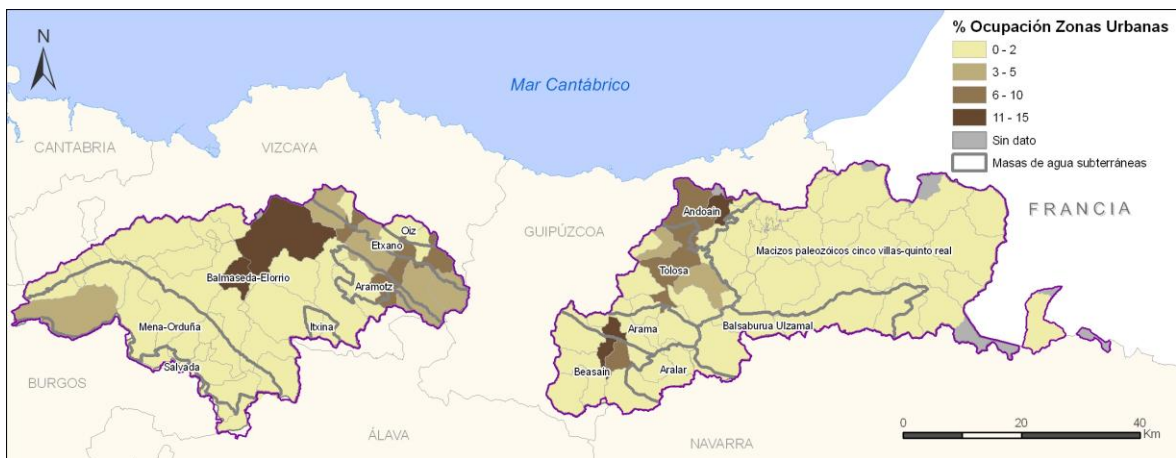 % Ocupación Zonas Urbanas
0 - 2
3 - 5
6 - 10
11 - 15
Sin dato
Masas de agua subterráneas
N
Mar Cantábrico
CANTABRIA
VIZCAYA
GUIPÚZCOA
FRANCIA
BURGOS
ÁLAVA
NAVARRA
Oiz
Etxano
Balmaseda-Elorrio
Aramotz
Mena-Orduña
Itxina
Salvada
Andoain
Macizos paleozóicos cinco villas-quinto real
Tolosa
Arama
Balsaburua Ulzamal
Beasain
Aralar
0 20 40
Km